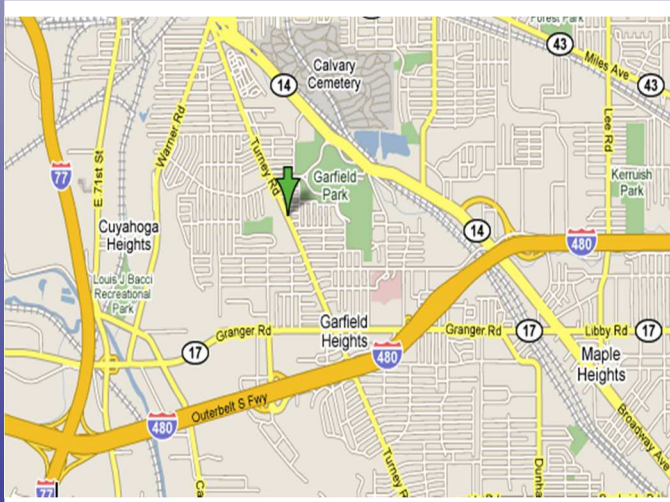 Forest Park
43
Miles Ave
43
Calvary
Cemetery
14
Warner Rd
Turney Rd
Lee Rd
77
E 71st St
Garfield
Park
Kerruish
Park
Cuyahoga
Heights
14
480
Louis J Bacci
Recreational
Park
Garfield
Heights
Granger Rd
Granger Rd
17
Libby Rd
17
17
480
Maple
Heights
Outerbelt S Fwy
480
Broadway Ave
Turney R
Dunha
Ca
77